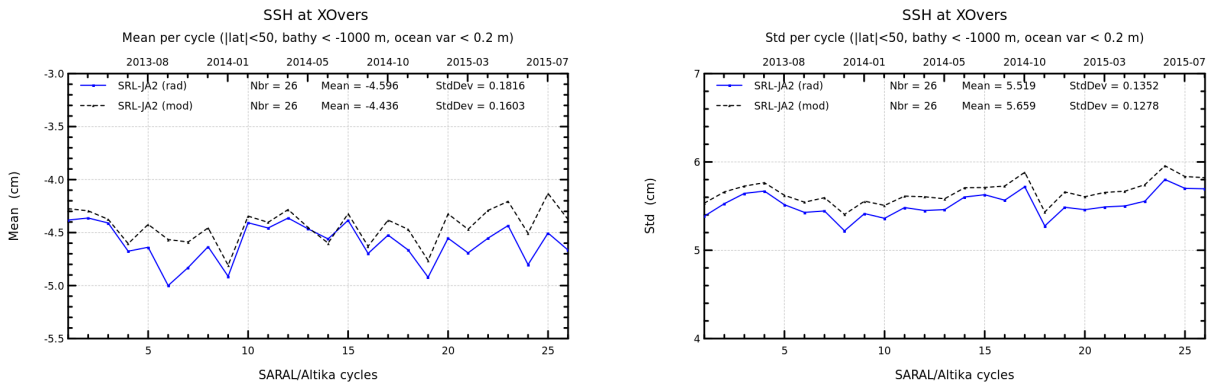 SSH at XOvers
Mean per cycle (|lat|<50, bathy < -1000 m, ocean var < 0.2 m)
2013-08 2014-01 2014-05 2014-10 2015-03 2015-07
SRL-JA2 (rad) Nbr = 26 Mean = -4.596 StdDev = 0.1816
SRL-JA2 (mod) Nbr = 26 Mean = -4.436 StdDev = 0.1603
Mean (cm)
-3.0
-3.5
-4.0
-4.5
-5.0
-5.5
5 10 15 20 25
SARAL/Altika cycles
SSH at XOvers
Std per cycle (|lat|<50, bathy < -1000 m, ocean var < 0.2 m)
2013-08 2014-01 2014-05 2014-10 2015-03 2015-07
SRL-JA2 (rad) Nbr = 26 Mean = 5.519 StdDev = 0.1352
SRL-JA2 (mod) Nbr = 26 Mean = 5.659 StdDev = 0.1278
Std (cm)
7
6
5
4
5 10 15 20 25
SARAL/Altika cycles